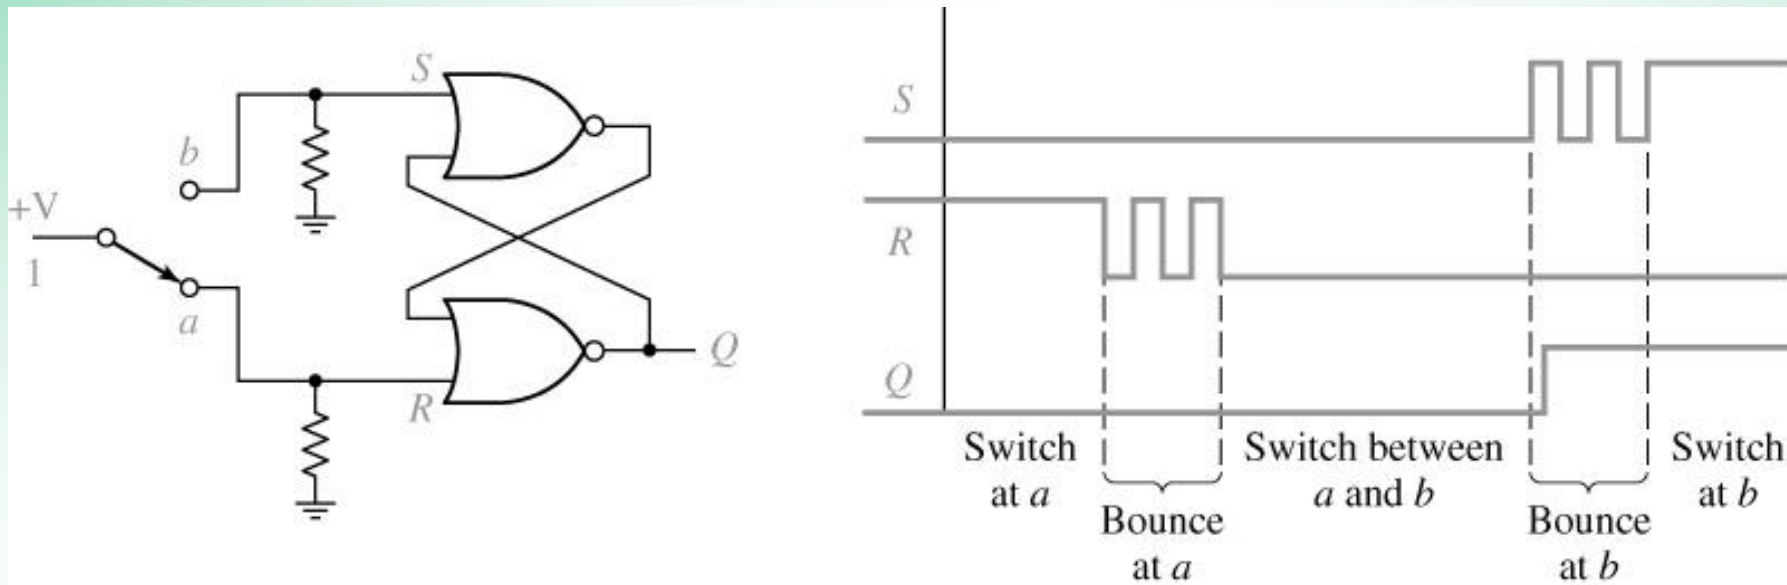 S
b
+V
1
a
R
Q
S
R
Q
Switch
at a
Bounce
at a
Switch between
a and b
Bounce
at b
Switch
at b